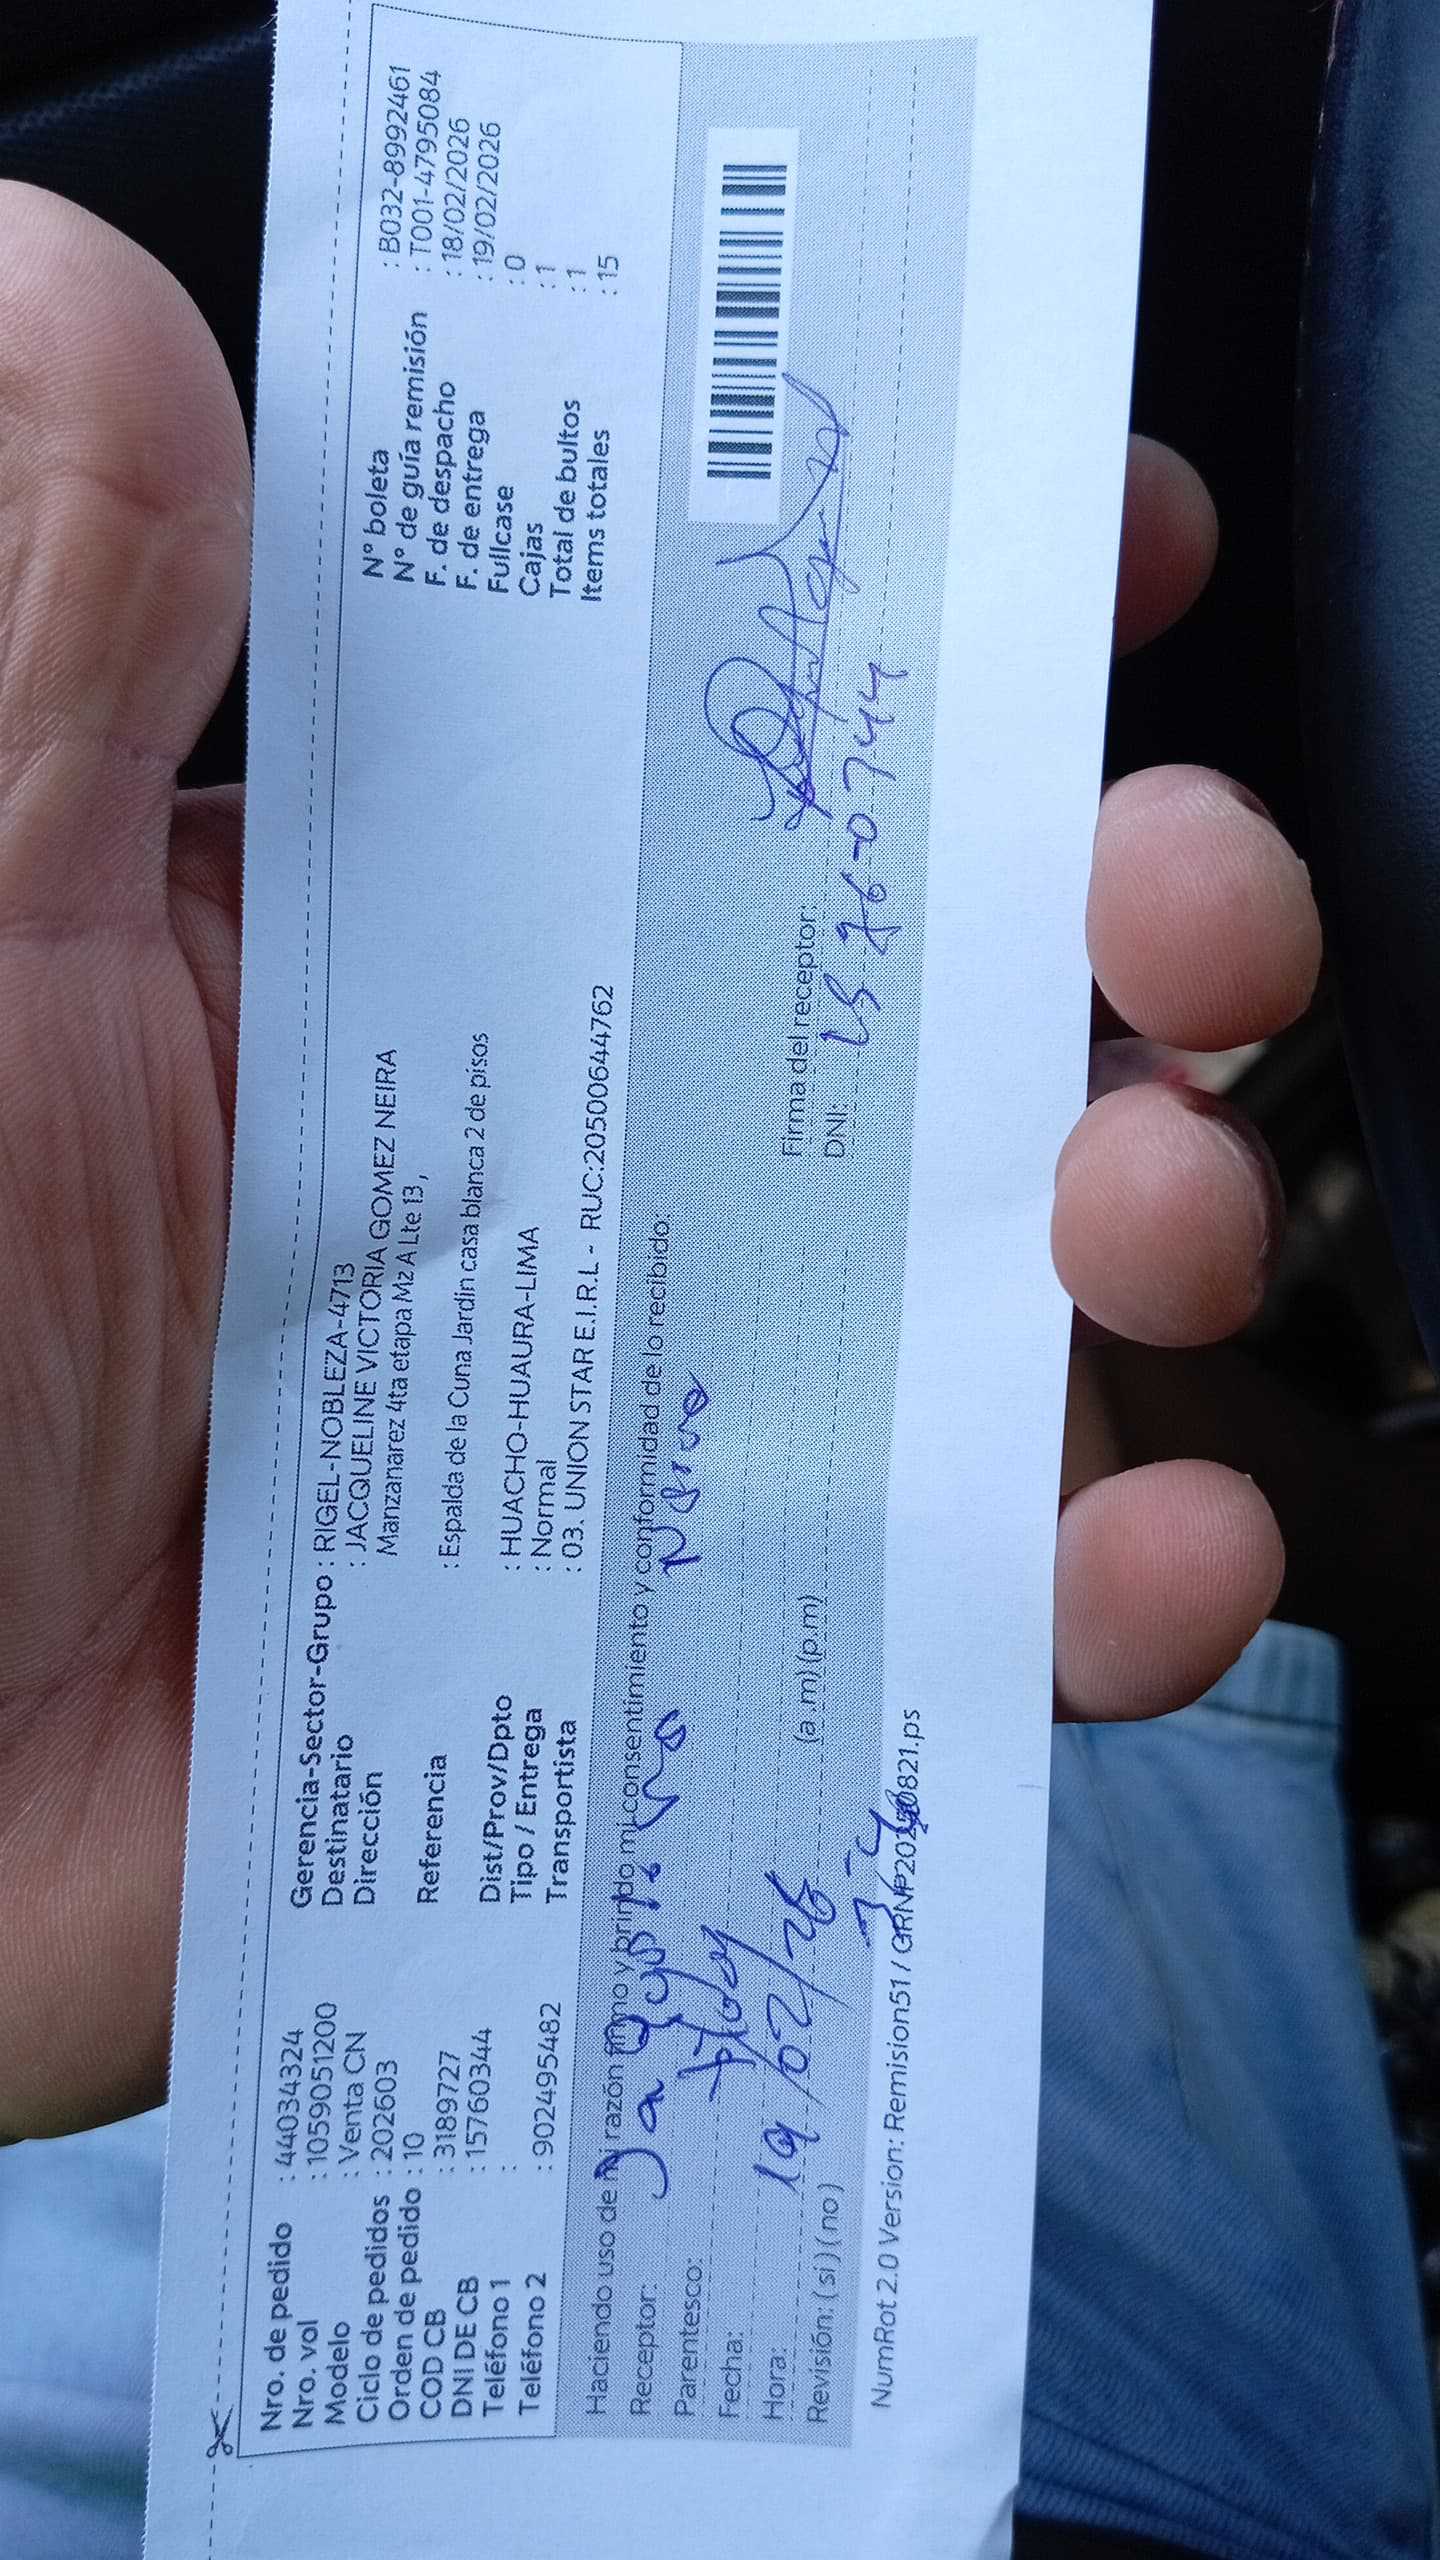 Nro. de pedido : 44034324
Nro. vol : 1059051200
Modelo : Venta CN
Ciclo de pedidos : 202603
Orden de pedido : 10
COD CB : 3189727
DNI DE CB : 15760344
Teléfono 1 :
Teléfono 2 : 902495482
Gerencia-Sector-Grupo : RIGEL-NOBLEZA-4713
Destinatario : JACQUELINE VICTORIA GOMEZ NEIRA
Dirección Manzanarez 4ta etapa Mz A Lte 13,
Referencia : Espalda de la Cuna Jardin casa blanca 2 de pisos
Dist/Prov/Dpto : HUACHO-HUAURA-LIMA
Tipo / Entrega : Normal
Transportista : 03. UNION STAR E.I.R.L - RUC:20500644762
N° boleta : B032-8992461
N° de guía remisión : T001-4795084
F. de despacho : 18/02/2026
F. de entrega : 19/02/2026
Fullcase : 0
Cajas : 1
Total de bultos : 1
Items totales : 15
Haciendo uso de mi razón firmo y brindo mi consentimiento y conformidad de lo recibido:
Receptor:
Parentesco:
Fecha: 19/02/26
Hora: (a .m) (p.m)
Revisión: ( si ) ( no )
Firma del receptor:
DNI:
NumRot 2.0 Version: Remision51 /